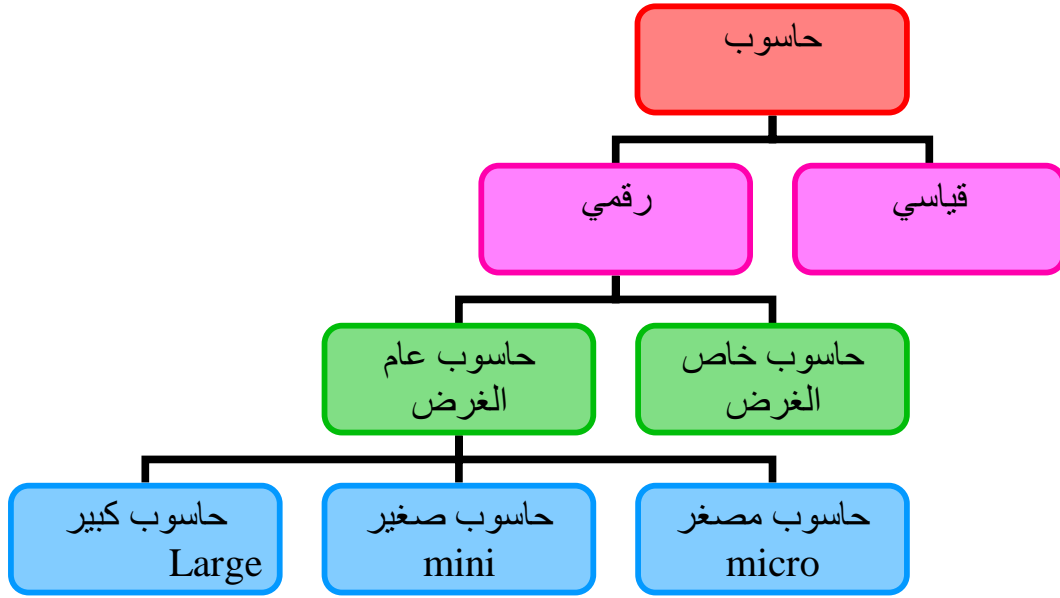 حاسوب
قياسي
رقمي
حاسوب خاص
الغرض
حاسوب عام
الغرض
حاسوب مصغر
micro
حاسوب صغير
mini
حاسوب كبير
Large